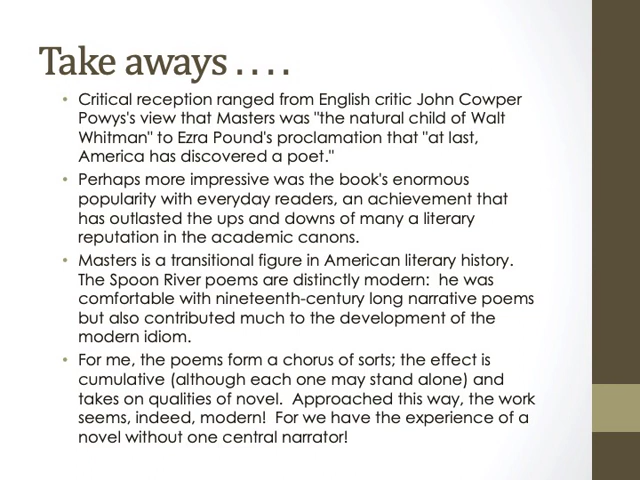 Take aways . . . .
• Critical reception ranged from English critic John Cowper
Powys's view that Masters was "the natural child of Walt
Whitman" to Ezra Pound's proclamation that "at last,
America has discovered a poet."
• Perhaps more impressive was the book's enormous
popularity with everyday readers, an achievement that
has outlasted the ups and downs of many a literary
reputation in the academic canons.
• Masters is a transitional figure in American literary history.
The Spoon River poems are distinctly modern:  he was
comfortable with nineteenth-century long narrative poems
but also contributed much to the development of the
modern idiom.
• For me, the poems form a chorus of sorts; the effect is
cumulative (although each one may stand alone) and
takes on qualities of novel.  Approached this way, the work
seems, indeed, modern!  For we have the experience of a
novel without one central narrator!